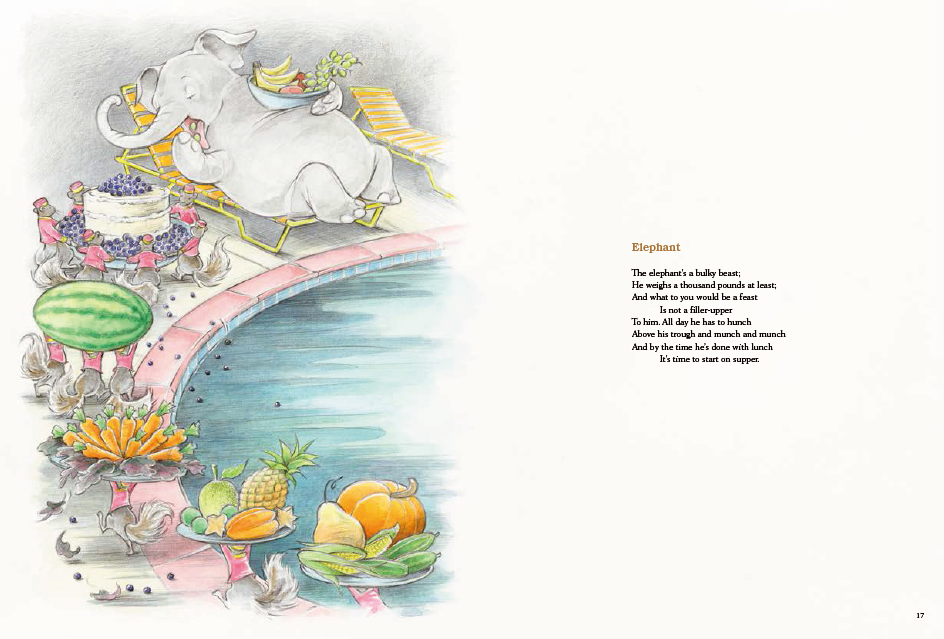 Elephant
The elephant's a bulky beast;
He weighs a thousand pounds at least;
And what to you would be a feast
Is not a filler-upper
To him. All day he has to hunch
Above his trough and munch and munch
And by the time he's done with lunch
It's time to start on supper.
17